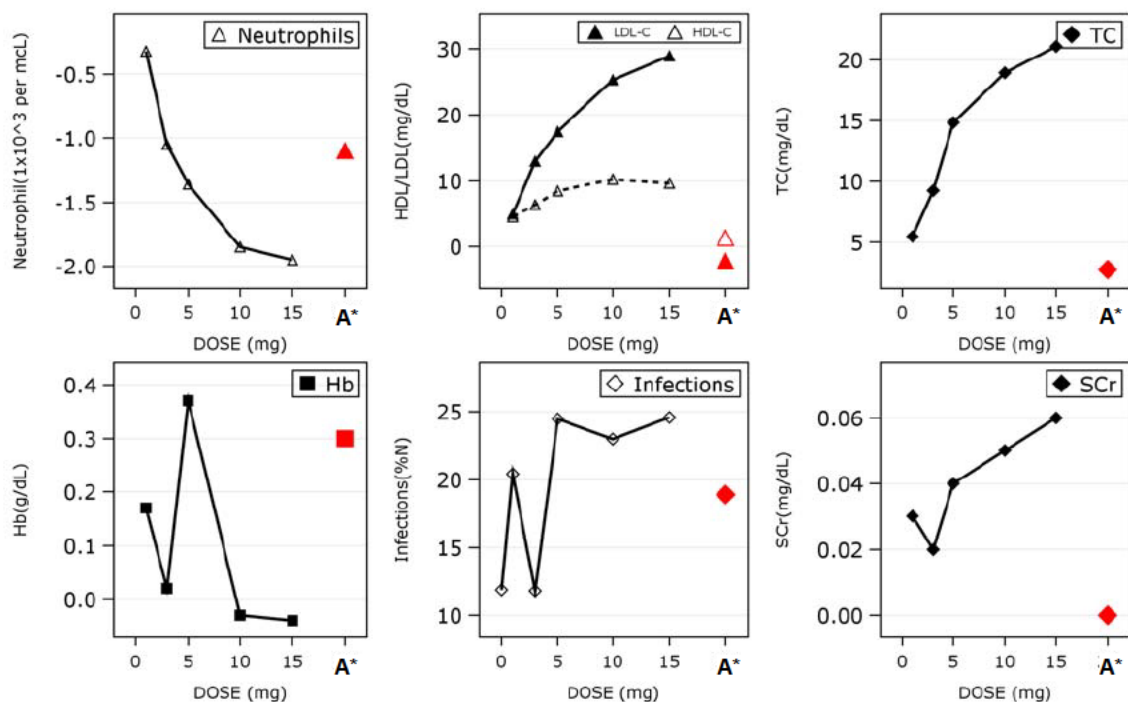 Neutrophil(1x10^3 per mcL)
Neutrophils
-0.5
-1.0
-1.5
-2.0
0 5 10 15 A*
DOSE (mg)
HDL/LDL(mg/dL)
LDL-C HDL-C
30
20
10
0
0 5 10 15 A*
DOSE (mg)
TC(mg/dL)
TC
20
15
10
5
0 5 10 15 A*
DOSE (mg)
Hb(g/dL)
Hb
0.4
0.3
0.2
0.1
0.0
0 5 10 15 A*
DOSE (mg)
Infections(%N)
Infections
25
20
15
10
0 5 10 15 A*
DOSE (mg)
SCr(mg/dL)
SCr
0.06
0.04
0.02
0.00
0 5 10 15 A*
DOSE (mg)